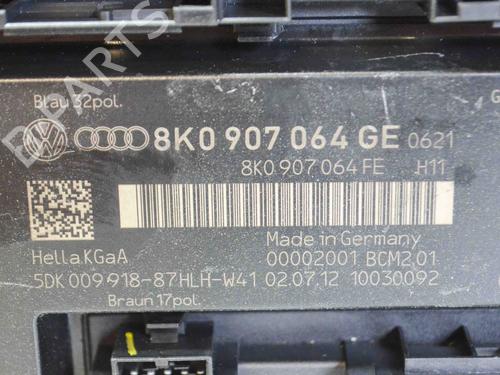 B-PARTS
Blau 32pol.
G
8K0 907 064 GE 0621
8K0 907 064 FE H11
Made in Germany
Hella KGaA 00002001 BCM2.01
5DK 009 918-87HLH-W41 02.07.12 10030092
Braun 17pol.